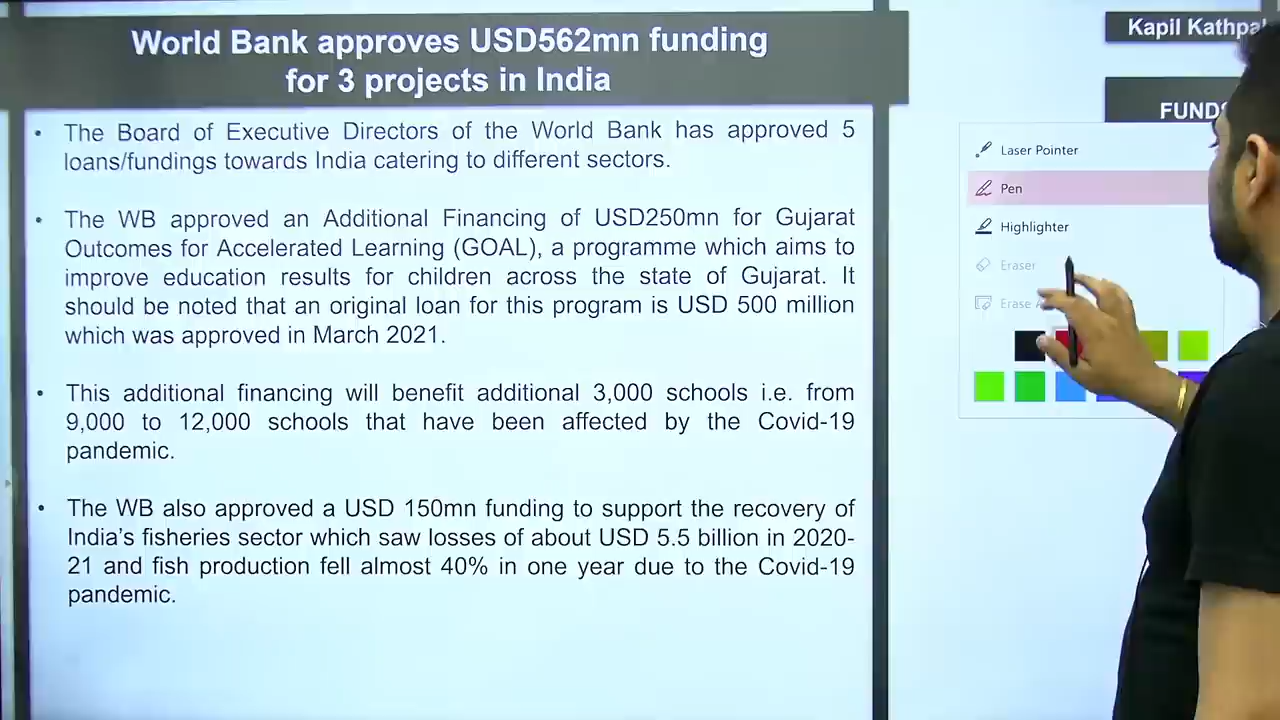 World Bank approves USD562mn funding
for 3 projects in India
Kapil Kathpa
FUNDS
• The Board of Executive Directors of the World Bank has approved 5
loans/fundings towards India catering to different sectors.
• The WB approved an Additional Financing of USD250mn for Gujarat
Outcomes for Accelerated Learning (GOAL), a programme which aims to
improve education results for children across the state of Gujarat. It
should be noted that an original loan for this program is USD 500 million
which was approved in March 2021.
• This additional financing will benefit additional 3,000 schools i.e. from
9,000 to 12,000 schools that have been affected by the Covid-19
pandemic.
• The WB also approved a USD 150mn funding to support the recovery of
India's fisheries sector which saw losses of about USD 5.5 billion in 2020-
21 and fish production fell almost 40% in one year due to the Covid-19
pandemic.
Laser Pointer
Pen
Highlighter
Eraser
Erase